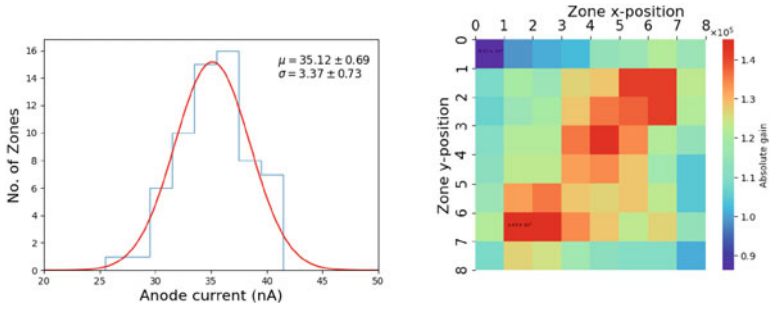 16
14
12
10
8
6
4
2
0
20 25 30 35 40 45 50
No. of Zones
Anode current (nA)
μ = 35.12 ± 0.69
σ = 3.37 ± 0.73
Zone x-position
0 1 2 3 4 5 6 7 8
Zone y-position
0
1
2
3
4
5
6
7
8
×10⁵
1.4
1.3
1.2
1.1
1.0
0.9
Absolute gain